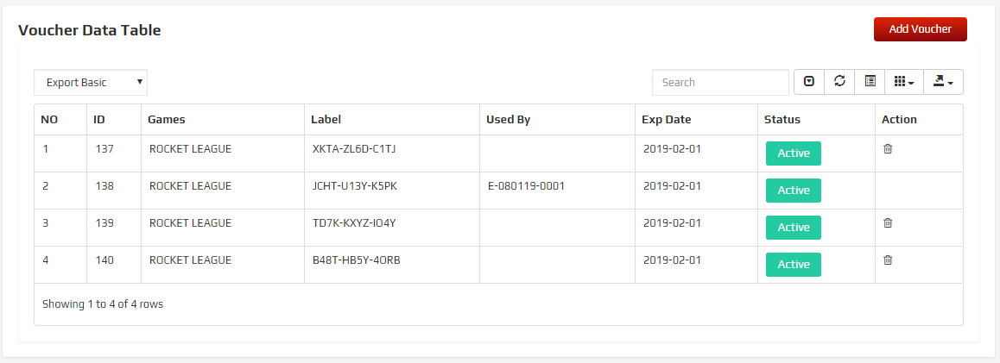 Voucher Data Table
Add Voucher
Export Basic
Search
NO ID Games Label Used By Exp Date Status Action
1 137 ROCKET LEAGUE XKTA-ZL6D-C1TJ 2019-02-01 Active
2 138 ROCKET LEAGUE JCHT-U13Y-K5PK E-080119-0001 2019-02-01 Active
3 139 ROCKET LEAGUE TD7K-KXYZ-IO4Y 2019-02-01 Active
4 140 ROCKET LEAGUE B48T-HB5Y-4ORB 2019-02-01 Active
Showing 1 to 4 of 4 rows